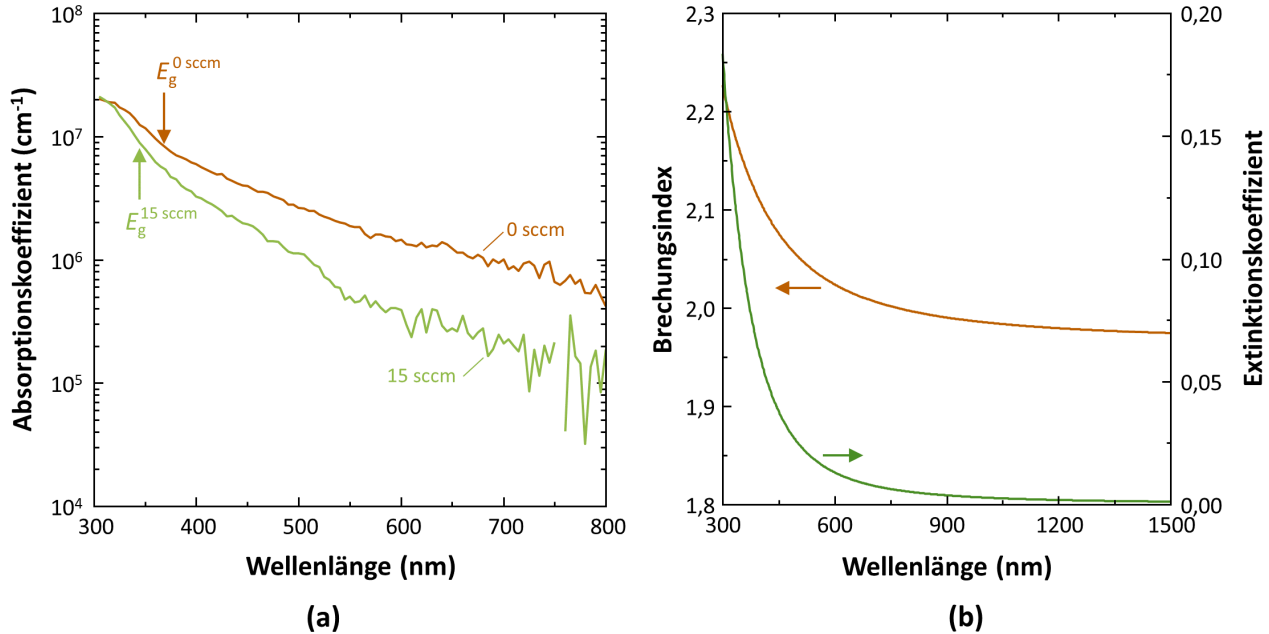 10⁸
10⁷
10⁶
10⁵
10⁴
Absorptionskoeffizient (cm⁻¹)
E_g^0 sccm
E_g^15 sccm
0 sccm
15 sccm
300 400 500 600 700 800
Wellenlänge (nm)
(a)
2,3
2,2
2,1
2,0
1,9
1,8
Brechungsindex
0,20
0,15
0,10
0,05
0,00
Extinktionskoeffizient
300 600 900 1200 1500
Wellenlänge (nm)
(b)